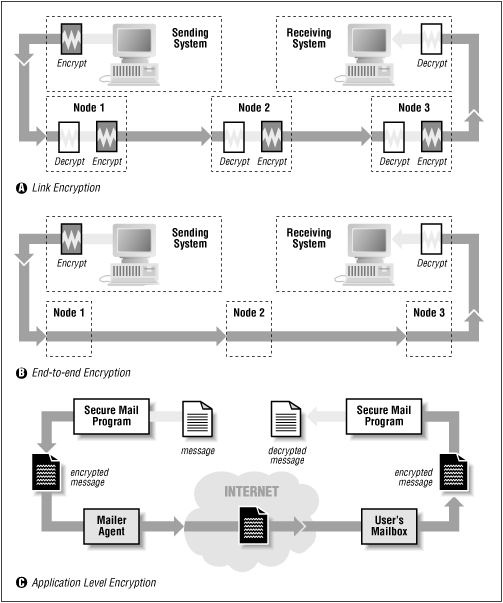 Sending
System
Encrypt
Receiving
System
Decrypt
Node 1
Decrypt
Encrypt
Node 2
Decrypt
Encrypt
Node 3
Decrypt
Encrypt
A Link Encryption
Sending
System
Encrypt
Receiving
System
Decrypt
Node 1
Node 2
Node 3
B End-to-end Encryption
Secure Mail
Program
message
decrypted
message
Secure Mail
Program
encrypted
message
encrypted
message
INTERNET
Mailer
Agent
User's
Mailbox
C Application Level Encryption